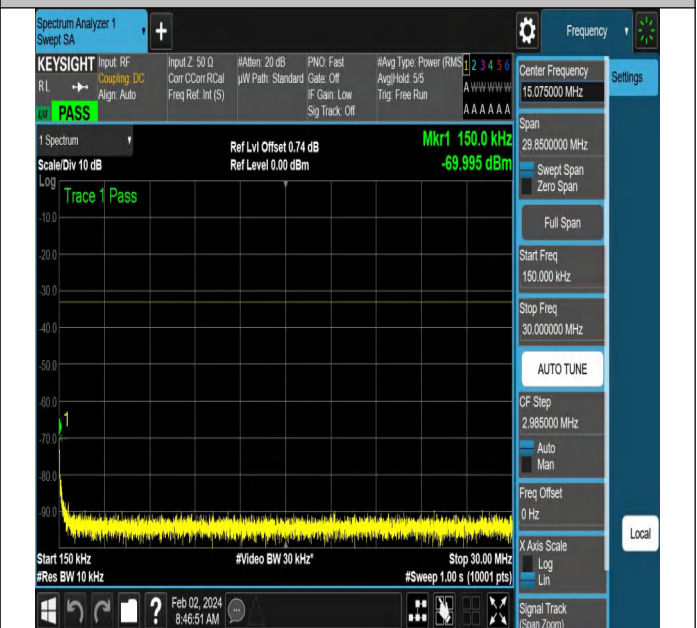 Spectrum Analyzer 1
Swept SA
+
Frequency
KEYSIGHT
RL
PASS
Input: RF
Coupling: DC
Align: Auto
Input Z: 50 Ω
Corr CCorr RCal
Freq Ref: Int (S)
#Atten: 20 dB
µW Path: Standard
PNO: Fast
Gate: Off
IF Gain: Low
Sig Track: Off
#Avg Type: Power (RMS
Avg|Hold: 5/5
Trig: Free Run
1 2 3 4 5 6
A W W W W W
A A A A A A
1 Spectrum
Scale/Div 10 dB
Ref Lvl Offset 0.74 dB
Ref Level 0.00 dBm
Mkr1 150.0 kHz
-69.995 dBm
Log
Trace 1 Pass
-10.0
-20.0
-30.0
-40.0
-50.0
-60.0
-70.0
-80.0
-90.0
1
Start 150 kHz
#Res BW 10 kHz
#Video BW 30 kHz*
Stop 30.00 MHz
#Sweep 1.00 s (10001 pts)
Center Frequency
15.075000 MHz
Settings
Span
29.8500000 MHz
Swept Span
Zero Span
Full Span
Start Freq
150.000 kHz
Stop Freq
30.000000 MHz
AUTO TUNE
CF Step
2.985000 MHz
Auto
Man
Freq Offset
0 Hz
X Axis Scale
Log
Lin
Local
Signal Track
(Span Zoom)
?
Feb 02, 2024
8:46:51 AM